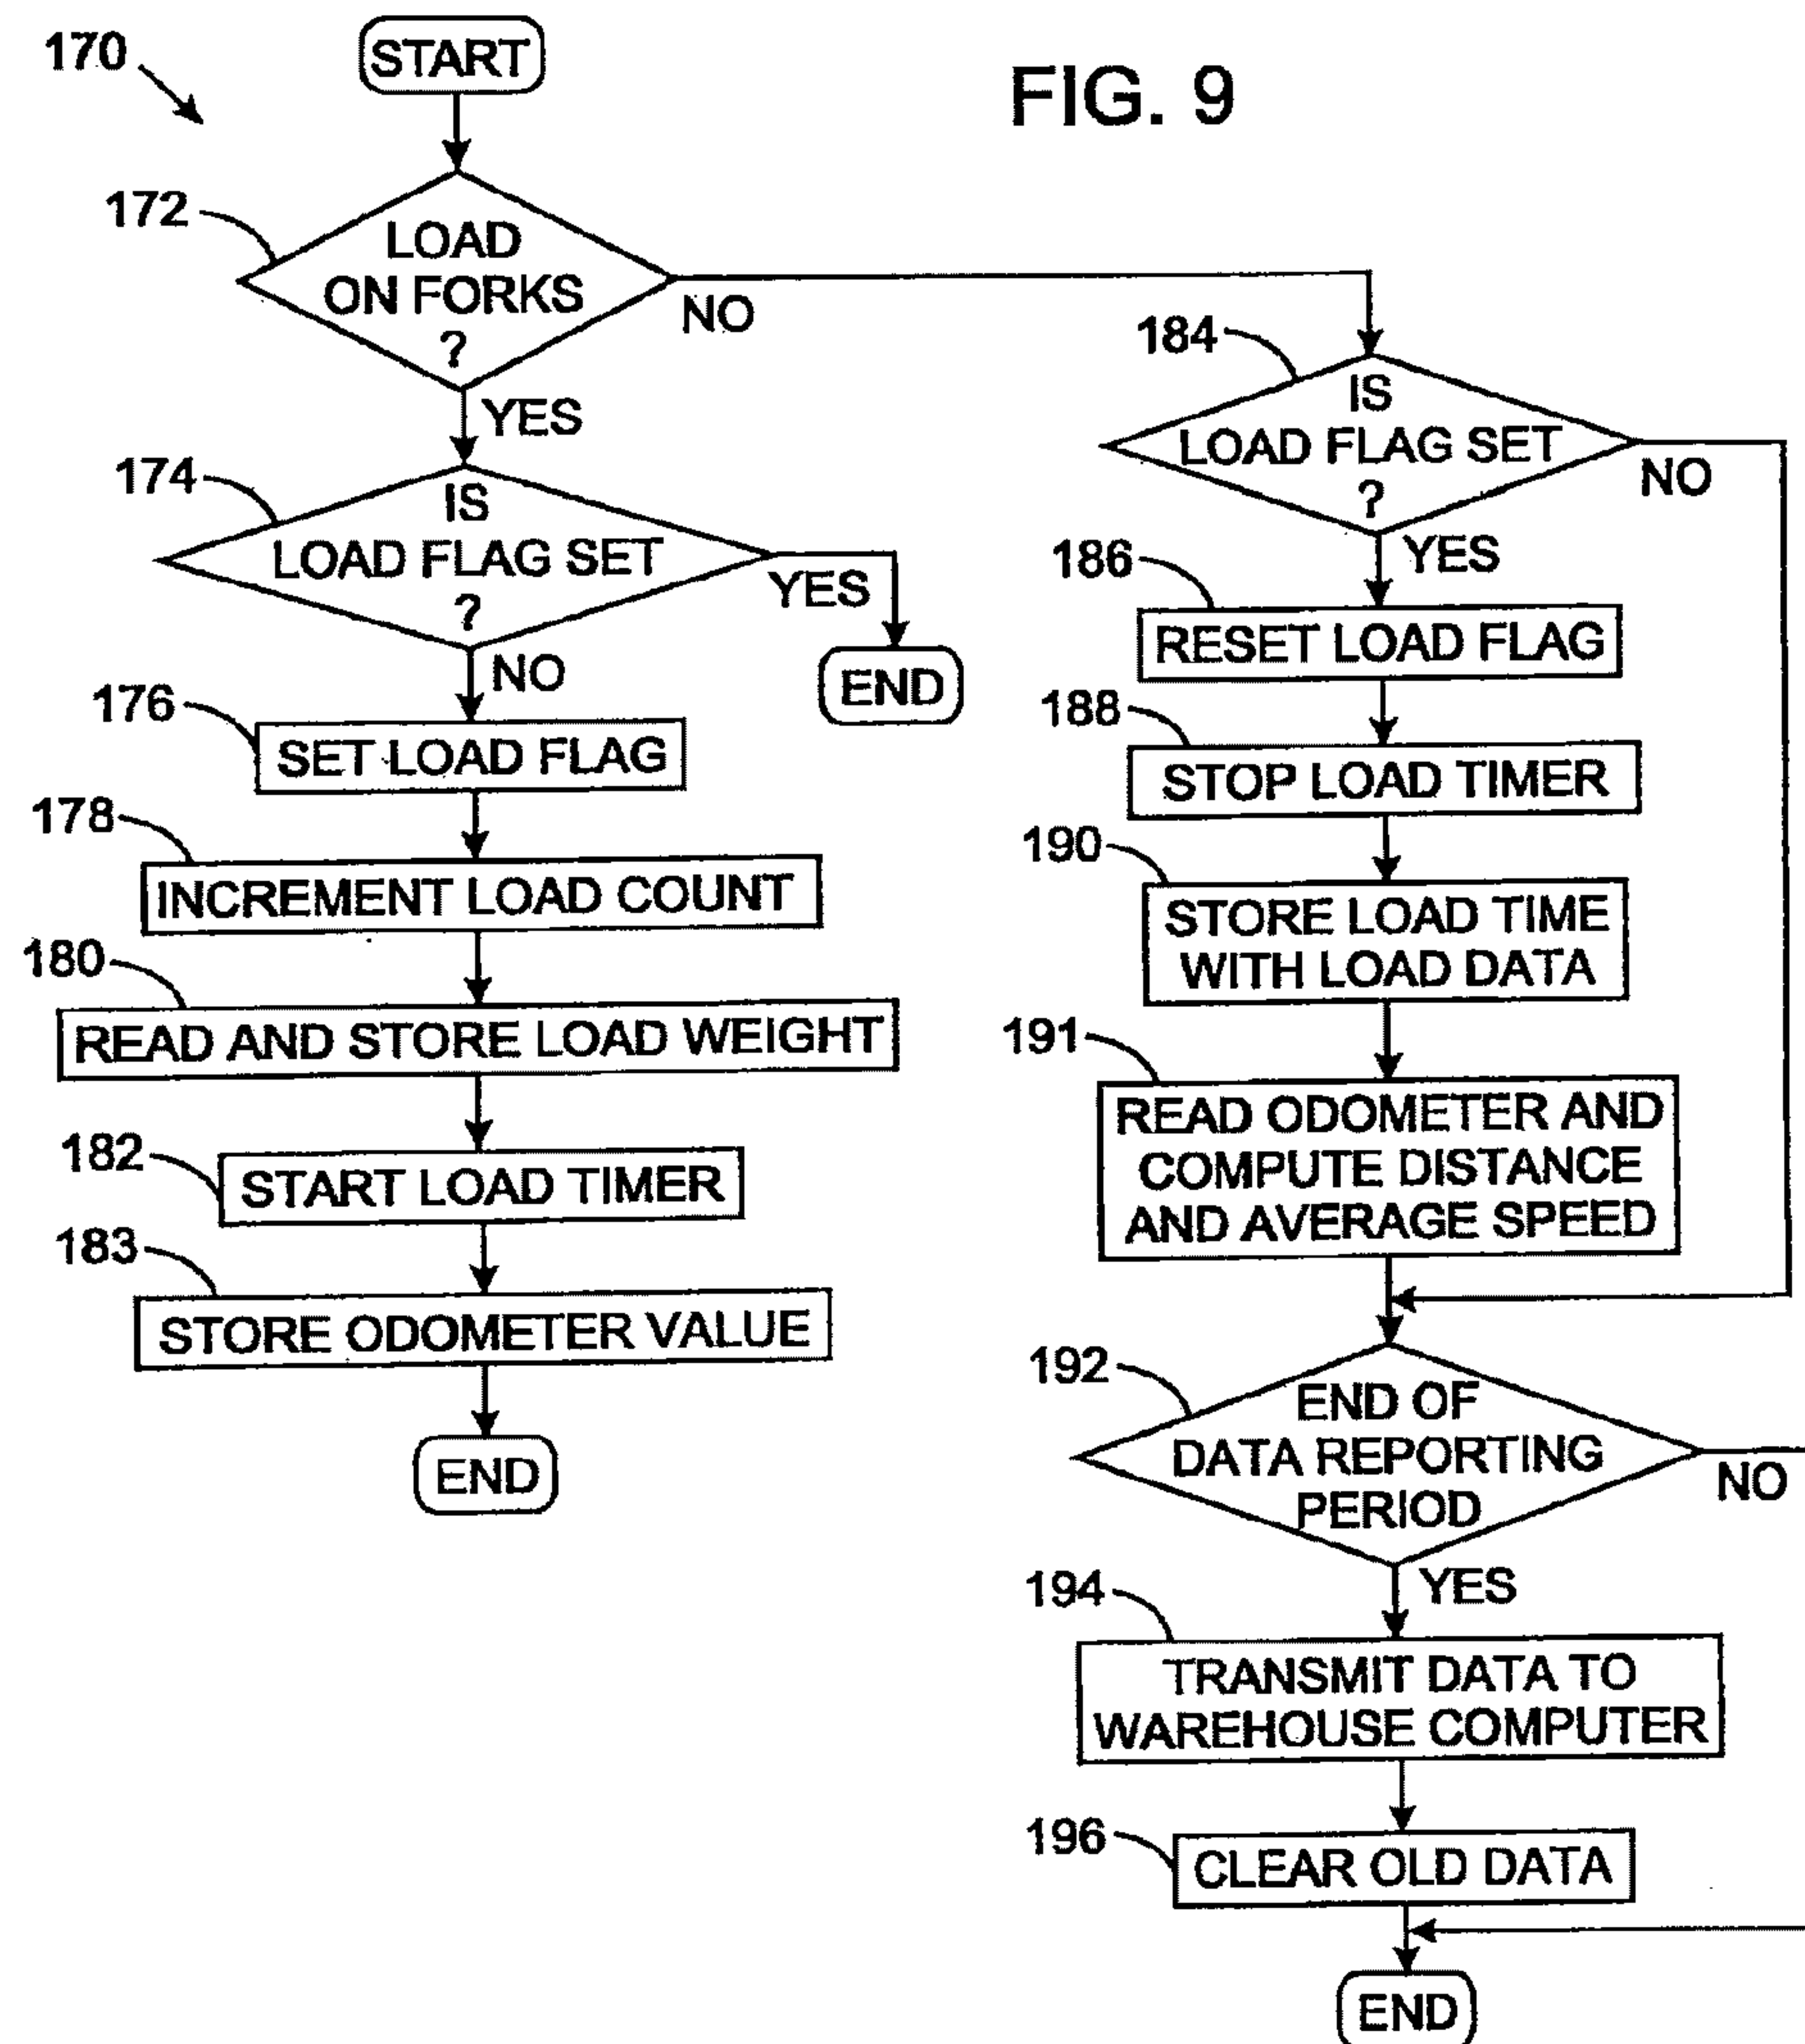 170
START
FIG. 9
172
LOAD
ON FORKS
?
NO
YES
174
IS
LOAD FLAG SET
?
YES
END
NO
176
SET LOAD FLAG
178
INCREMENT LOAD COUNT
180
READ AND STORE LOAD WEIGHT
182
START LOAD TIMER
183
STORE ODOMETER VALUE
END
184
IS
LOAD FLAG SET
?
NO
YES
186
RESET LOAD FLAG
188
STOP LOAD TIMER
190
STORE LOAD TIME
WITH LOAD DATA
191
READ ODOMETER AND
COMPUTE DISTANCE
AND AVERAGE SPEED
192
END OF
DATA REPORTING
PERIOD
NO
YES
194
TRANSMIT DATA TO
WAREHOUSE COMPUTER
196
CLEAR OLD DATA
END